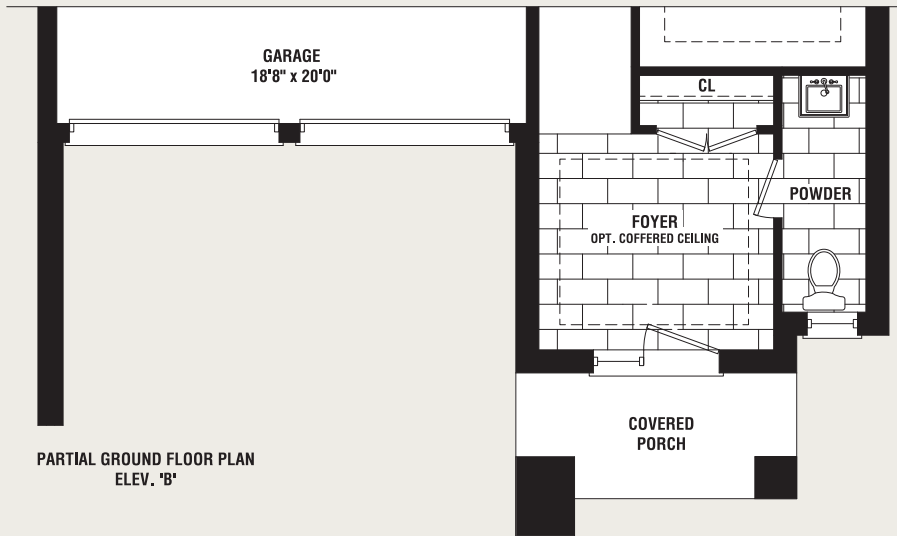 GARAGE
18'8" x 20'0"
CL
POWDER
FOYER
OPT. COFFERED CEILING
COVERED
PORCH
PARTIAL GROUND FLOOR PLAN
ELEV. 'B'